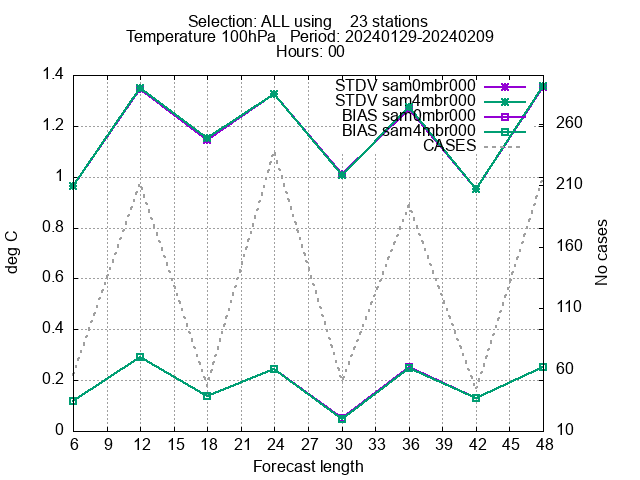 Selection: ALL using    23 stations
Temperature 100hPa   Period: 20240129-20240209
Hours: 00
STDV sam0mbr000
STDV sam4mbr000
BIAS sam0mbr000
BIAS sam4mbr000
CASES
1.4
1.2
1
0.8
0.6
0.4
0.2
0
deg C
260
210
160
110
60
10
No cases
6 9 12 15 18 21 24 27 30 33 36 39 42 45 48
Forecast length